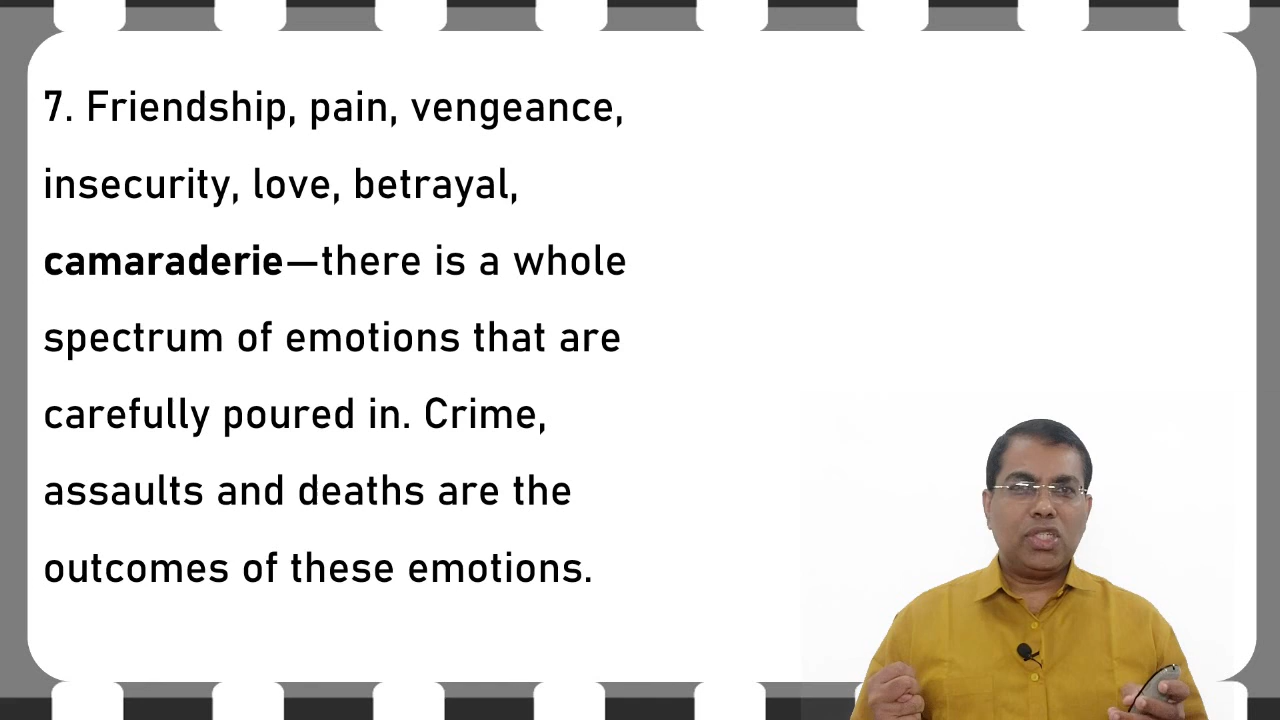 7. Friendship, pain, vengeance,
insecurity, love, betrayal,
camaraderie—there is a whole
spectrum of emotions that are
carefully poured in. Crime,
assaults and deaths are the
outcomes of these emotions.